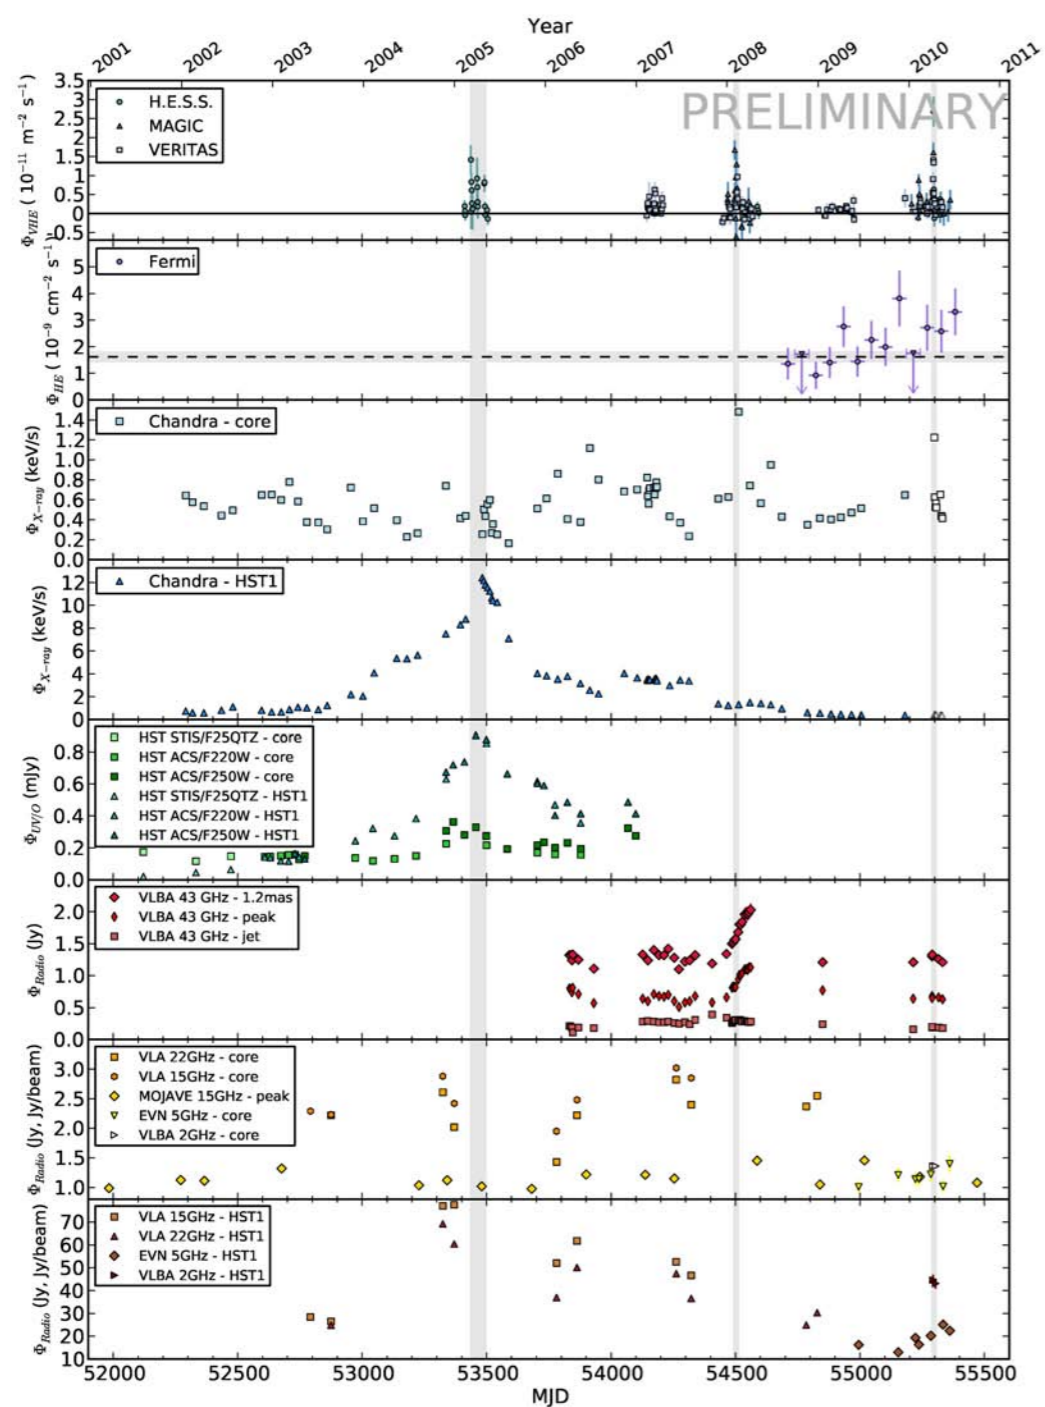 Year
2001 2002 2003 2004 2005 2006 2007 2008 2009 2010 2011
PRELIMINARY
Φ_VHE ( 10⁻¹¹ m⁻² s⁻¹)
3.5
3.0
2.5
2.0
1.5
1.0
0.5
0
-0.5
H.E.S.S.
MAGIC
VERITAS
Φ_HE ( 10⁻⁹ cm⁻² s⁻¹)
5
4
3
2
1
0
Fermi
Φ_X-ray (keV/s)
1.4
1.2
1.0
0.8
0.6
0.4
0.2
0.0
Chandra - core
Φ_X-ray (keV/s)
12
10
8
6
4
2
0
Chandra - HST1
Φ_UV/O (mJy)
0.8
0.6
0.4
0.2
0.0
HST STIS/F25QTZ - core
HST ACS/F220W - core
HST ACS/F250W - core
HST STIS/F25QTZ - HST1
HST ACS/F220W - HST1
HST ACS/F250W - HST1
Φ_Radio (Jy)
2.0
1.5
1.0
0.5
0.0
VLBA 43 GHz - 1.2mas
VLBA 43 GHz - peak
VLBA 43 GHz - jet
Φ_Radio (Jy, Jy/beam)
3.0
2.5
2.0
1.5
1.0
VLA 22GHz - core
VLA 15GHz - core
MOJAVE 15GHz - peak
EVN 5GHz - core
VLBA 2GHz - core
Φ_Radio (Jy, Jy/beam)
70
60
50
40
30
20
10
VLA 15GHz - HST1
VLA 22GHz - HST1
EVN 5GHz - HST1
VLBA 2GHz - HST1
52000 52500 53000 53500 54000 54500 55000 55500
MJD